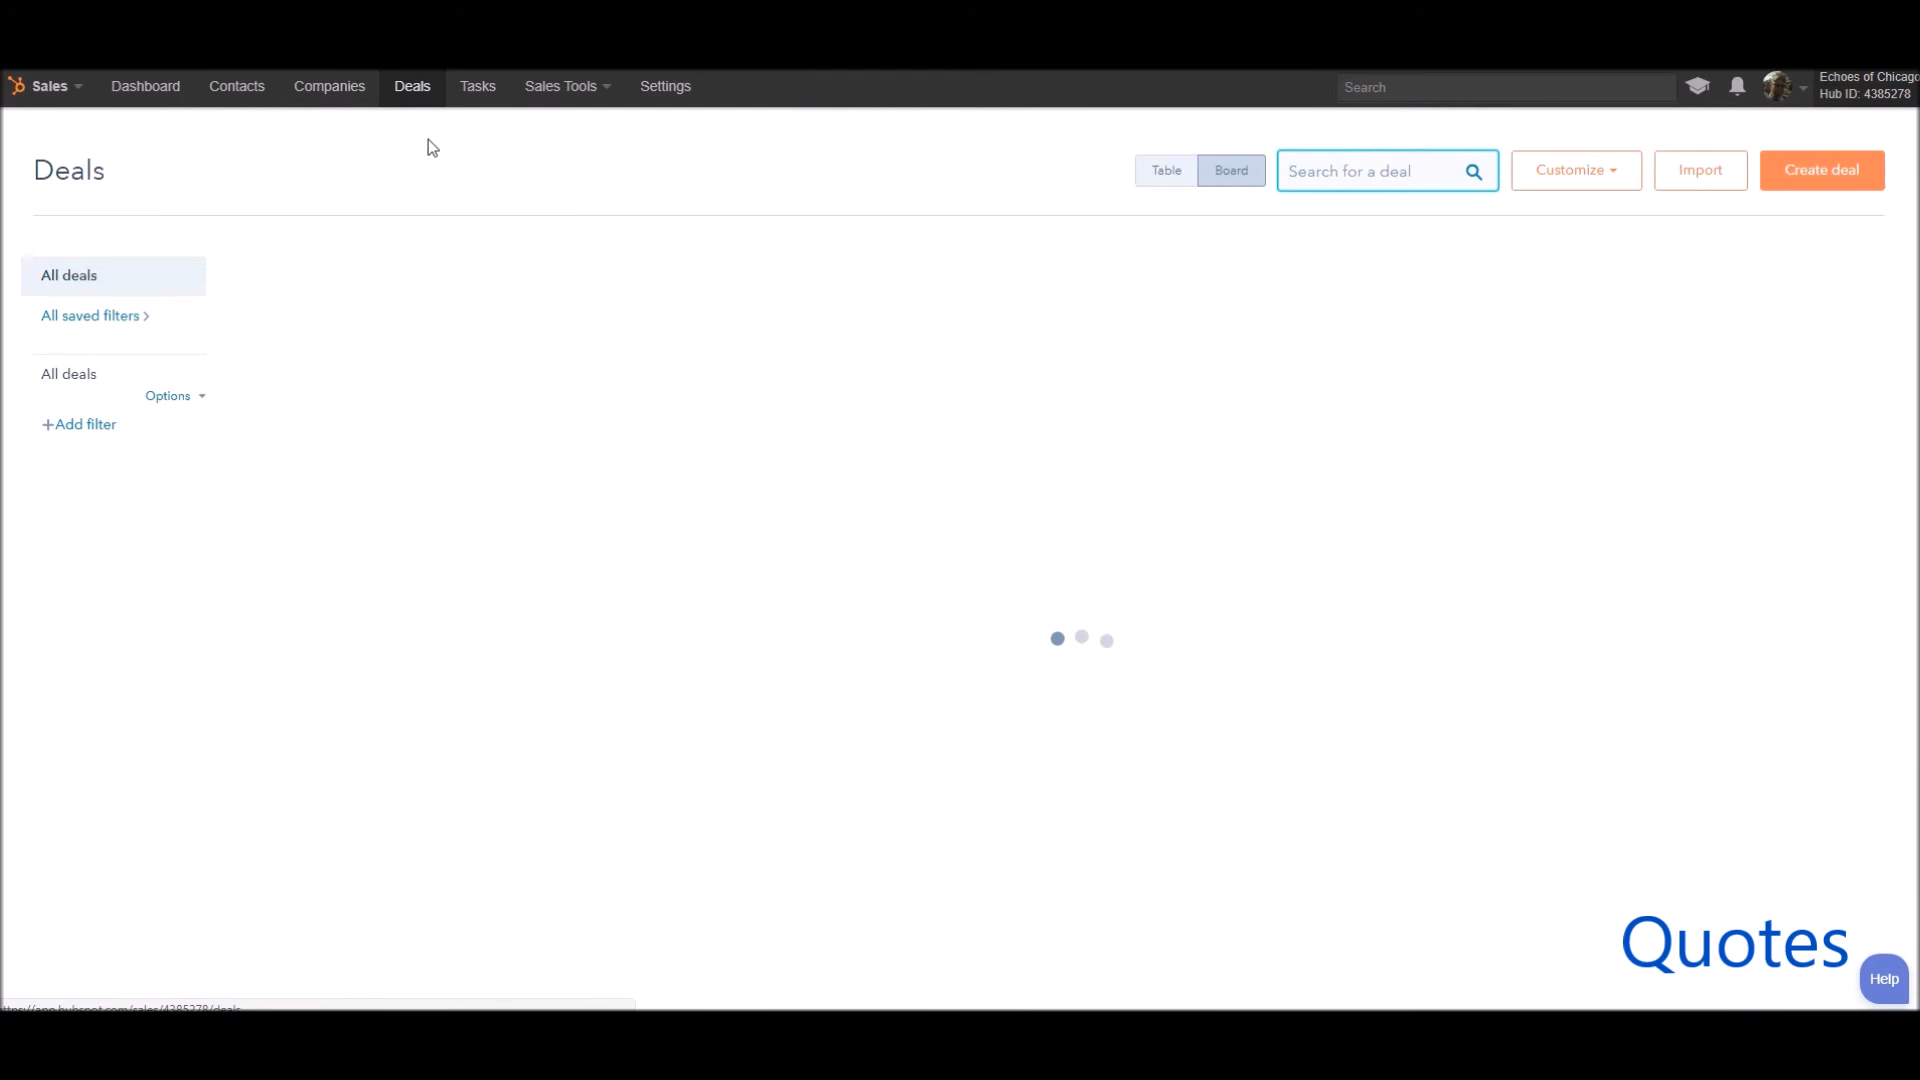 Sales
Dashboard
Contacts
Companies
Deals
Tasks
Sales Tools
Settings
Search
Echoes of Chicago
Hub ID: 4385278
Deals
Table
Board
Search for a deal
Customize
Import
Create deal
All deals
All saved filters
All deals
Options
+Add filter
Quotes
Help
ttps://app.hubspot.com/sales/4385278/deals